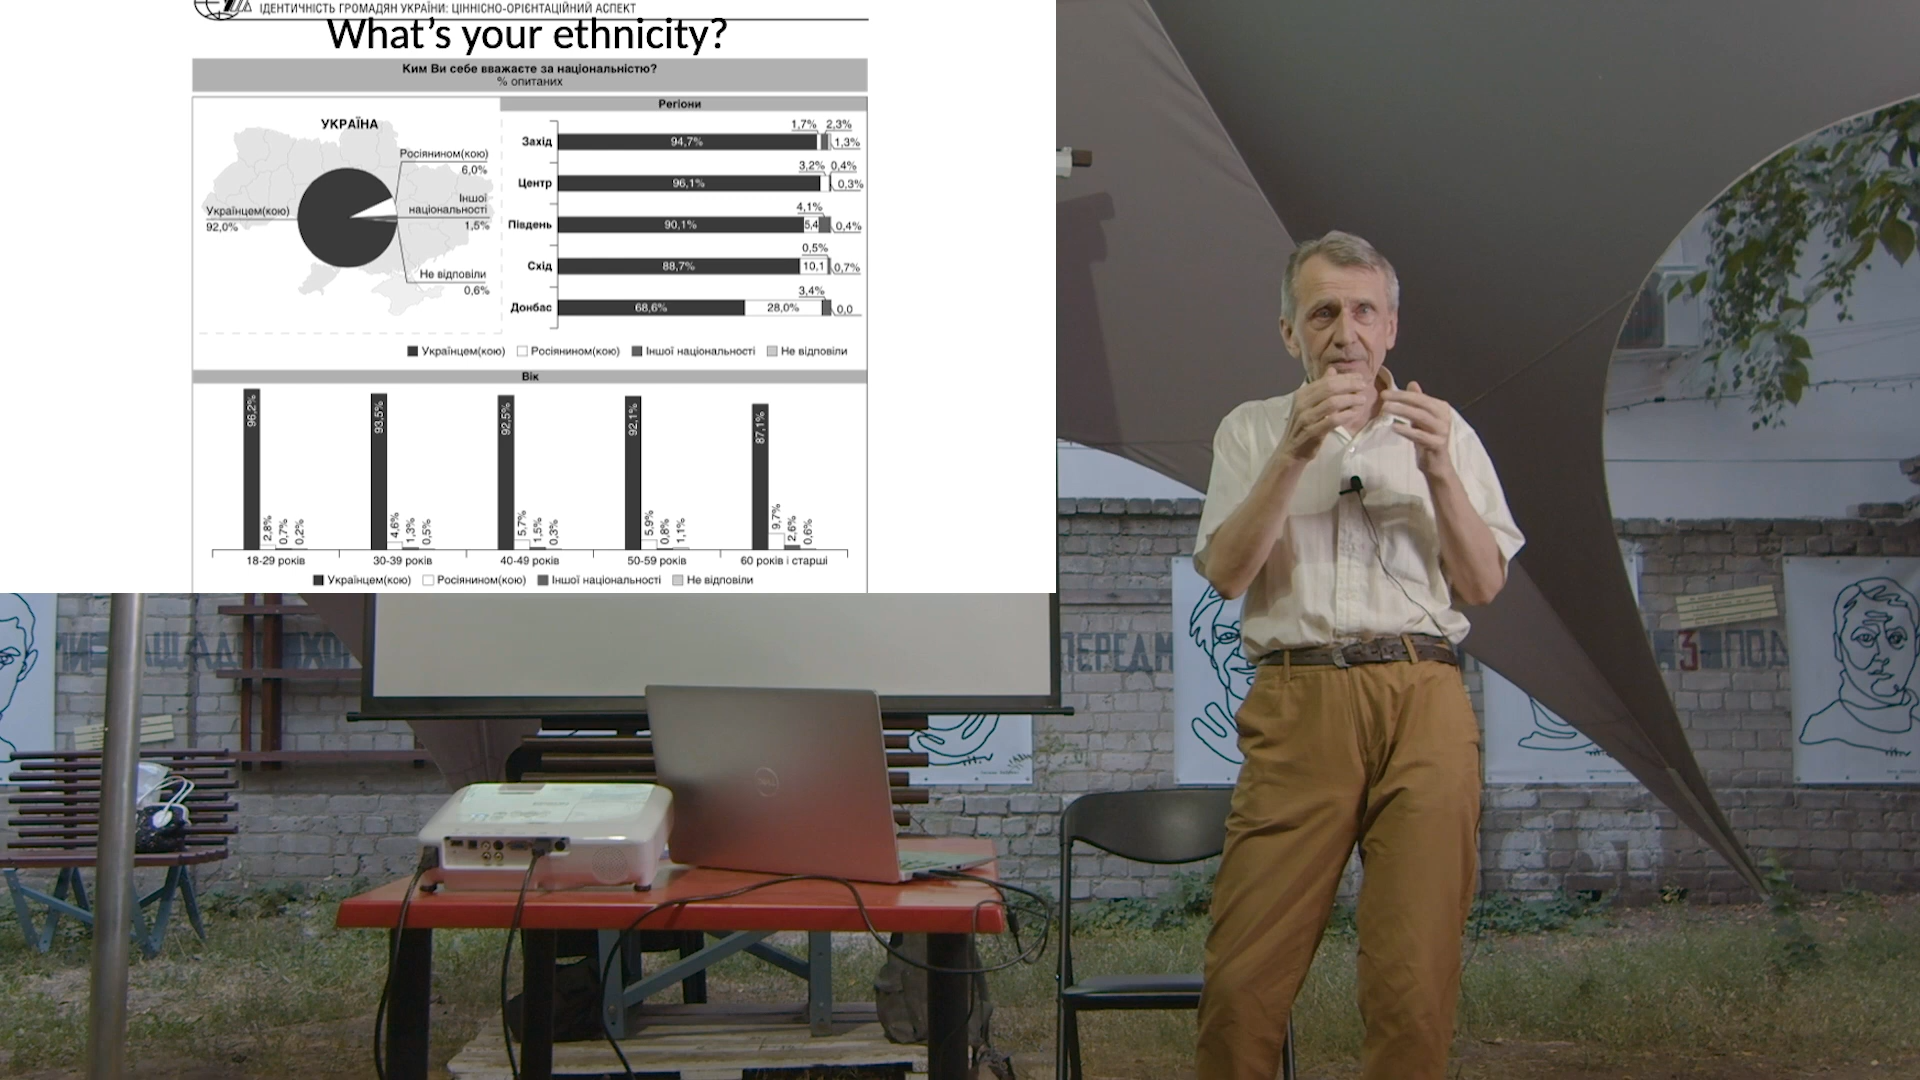 ІДЕНТИЧНІСТЬ ГРОМАДЯН УКРАЇНИ: ЦІННІСНО-ОРІЄНТАЦІЙНИЙ АСПЕКТ
What's your ethnicity?
Ким Ви себе вважаєте за національністю?
% опитаних
УКРАЇНА
Росіянином(кою)
6,0%
Іншої
національності
1,5%
Українцем(кою)
92,0%
Не відповіли
0,6%
Регіони
1,7% 2,3%
Захід 94,7% 1,3%
3,2% 0,4%
Центр 96,1% 0,3%
4,1%
Південь 90,1% 5,4 0,4%
0,5%
Схід 88,7% 10,1 0,7%
3,4%
Донбас 68,6% 28,0% 0,0
Українцем(кою) Росіянином(кою) Іншої національності Не відповіли
Вік
96,2% 2,8% 0,7% 0,2%
93,5% 4,6% 1,3% 0,5%
92,5% 5,7% 1,5% 0,3%
92,1% 5,9% 0,8% 1,1%
87,1% 9,7% 2,6% 0,6%
18-29 років 30-39 років 40-49 років 50-59 років 60 років і старші
Українцем(кою) Росіянином(кою) Іншої національності Не відповіли
ПЕРЕДМ
З ПОД
DELL